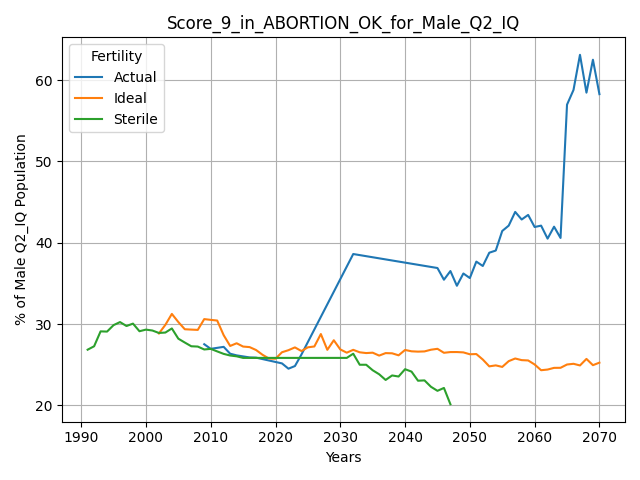 Score_9_in_ABORTION_OK_for_Male_Q2_IQ
Fertility
Actual
Ideal
Sterile
% of Male Q2_IQ Population
60
50
40
30
20
1990 2000 2010 2020 2030 2040 2050 2060 2070
Years